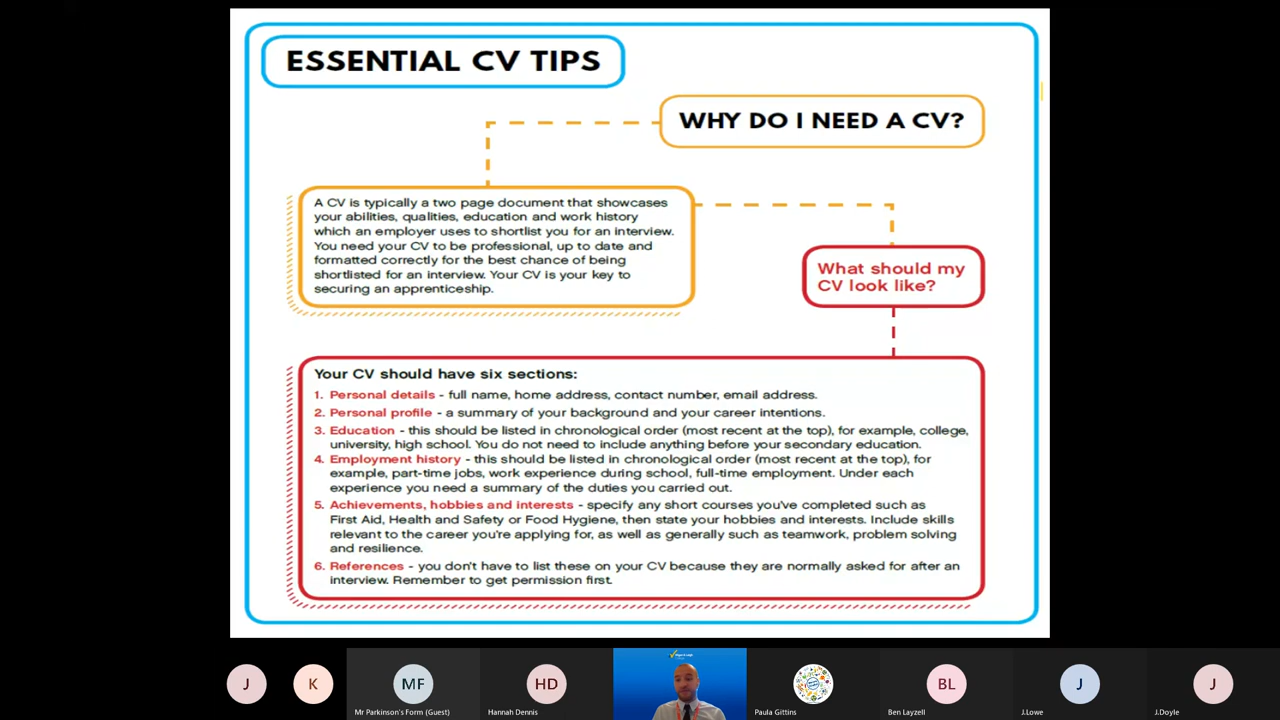 ESSENTIAL CV TIPS
WHY DO I NEED A CV?
A CV is typically a two page document that showcases
your abilities, qualities, education and work history
which an employer uses to shortlist you for an interview.
You need your CV to be professional, up to date and
formatted correctly for the best chance of being
shortlisted for an interview. Your CV is your key to
securing an apprenticeship.
What should my
CV look like?
Your CV should have six sections:
1. Personal details - full name, home address, contact number, email address.
2. Personal profile - a summary of your background and your career intentions.
3. Education - this should be listed in chronological order (most recent at the top), for example, college,
university, high school. You do not need to include anything before your secondary education.
4. Employment history - this should be listed in chronological order (most recent at the top), for
example, part-time jobs, work experience during school, full-time employment. Under each
experience you need a summary of the duties you carried out.
5. Achievements, hobbies and interests - specify any short courses you've completed such as
First Aid, Health and Safety or Food Hygiene, then state your hobbies and interests. Include skills
relevant to the career you're applying for, as well as generally such as teamwork, problem solving
and resilience.
6. References - you don't have to list these on your CV because they are normally asked for after an
interview. Remember to get permission first.
J K MF HD BL J J
Mr Parkinson's Form (Guest) Hannah Dennis Paula Gittins Ben Layzell J.Lowe J.Doyle